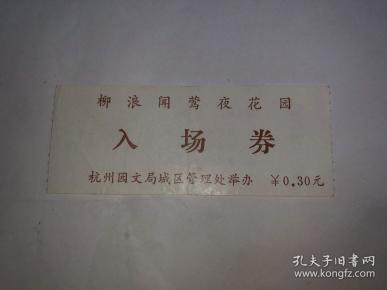 柳浪闻莺夜花园
入场券
杭州园文局城区管理处举办 ￥0.30元
孔夫子旧书网
www.kongfz.com